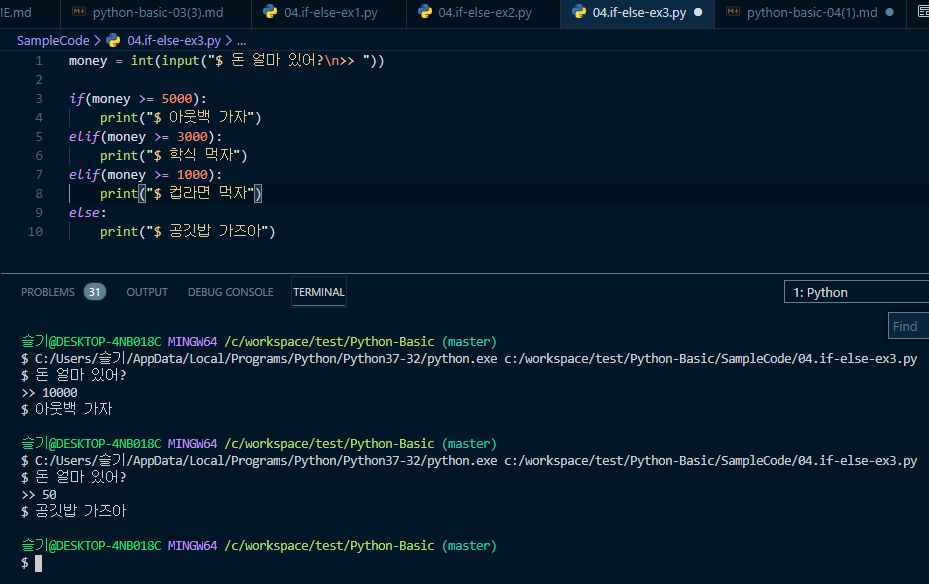 IE.md python-basic-03(3).md 04.if-else-ex1.py 04.if-else-ex2.py 04.if-else-ex3.py python-basic-04(1).md
SampleCode > 04.if-else-ex3.py > ...
1 money = int(input("$ 돈 얼마 있어?\n>> "))
2
3 if(money >= 5000):
4 print("$ 아웃백 가자")
5 elif(money >= 3000):
6 print("$ 학식 먹자")
7 elif(money >= 1000):
8 print("$ 컵라면 먹자")
9 else:
10 print("$ 공깃밥 가즈아")
PROBLEMS 31 OUTPUT DEBUG CONSOLE TERMINAL 1: Python
Find
슬기@DESKTOP-4NB018C MINGW64 /c/workspace/test/Python-Basic (master)
$ C:/Users/슬기/AppData/Local/Programs/Python/Python37-32/python.exe c:/workspace/test/Python-Basic/SampleCode/04.if-else-ex3.py
$ 돈 얼마 있어?
>> 10000
$ 아웃백 가자
슬기@DESKTOP-4NB018C MINGW64 /c/workspace/test/Python-Basic (master)
$ C:/Users/슬기/AppData/Local/Programs/Python/Python37-32/python.exe c:/workspace/test/Python-Basic/SampleCode/04.if-else-ex3.py
$ 돈 얼마 있어?
>> 50
$ 공깃밥 가즈아
슬기@DESKTOP-4NB018C MINGW64 /c/workspace/test/Python-Basic (master)
$